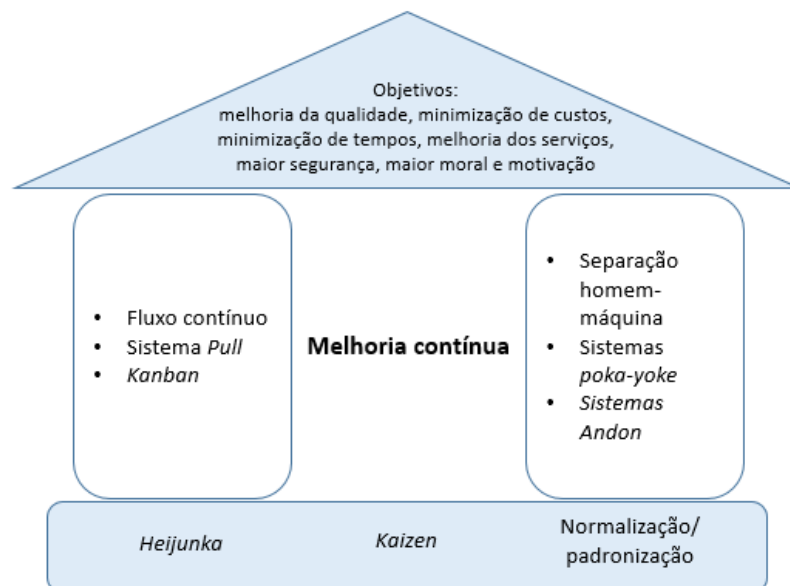 Objetivos:
melhoria da qualidade, minimização de custos,
minimização de tempos, melhoria dos serviços,
maior segurança, maior moral e motivação
• Fluxo contínuo
• Sistema Pull
• Kanban
Melhoria contínua
• Separação
homem-
máquina
• Sistemas
poka-yoke
• Sistemas
Andon
Heijunka
Kaizen
Normalização/
padronização